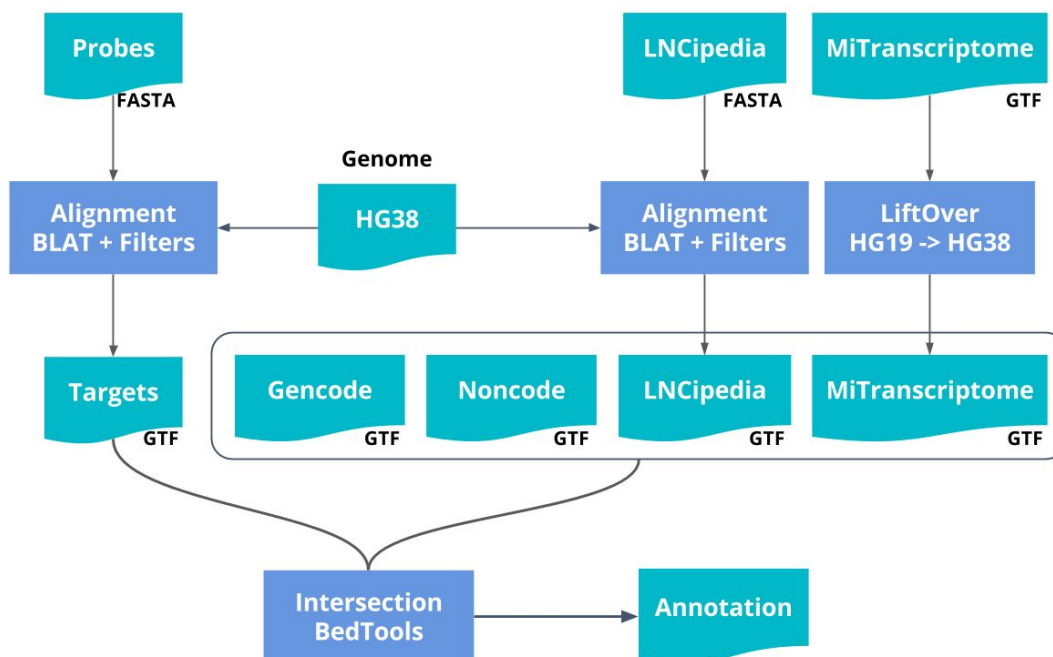 Probes
FASTA
LNCipedia
FASTA
MiTranscriptome
GTF
Genome
HG38
Alignment
BLAT + Filters
Alignment
BLAT + Filters
LiftOver
HG19 -> HG38
Targets
GTF
Gencode
GTF
Noncode
GTF
LNCipedia
GTF
MiTranscriptome
GTF
Intersection
BedTools
Annotation